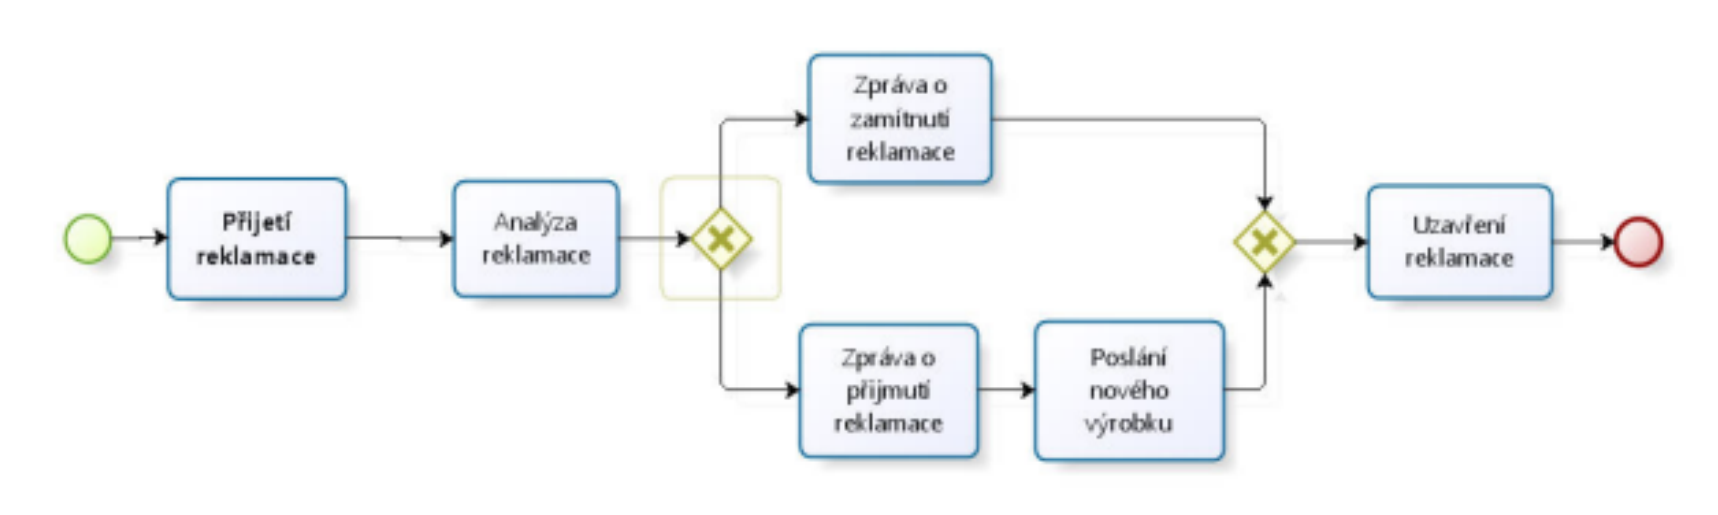 Přijetí
reklamace
Analýza
reklamace
Zpráva o
zamítnutí
reklamace
Zpráva o
přijmutí
reklamace
Poslání
nového
výrobku
Uzavření
reklamace